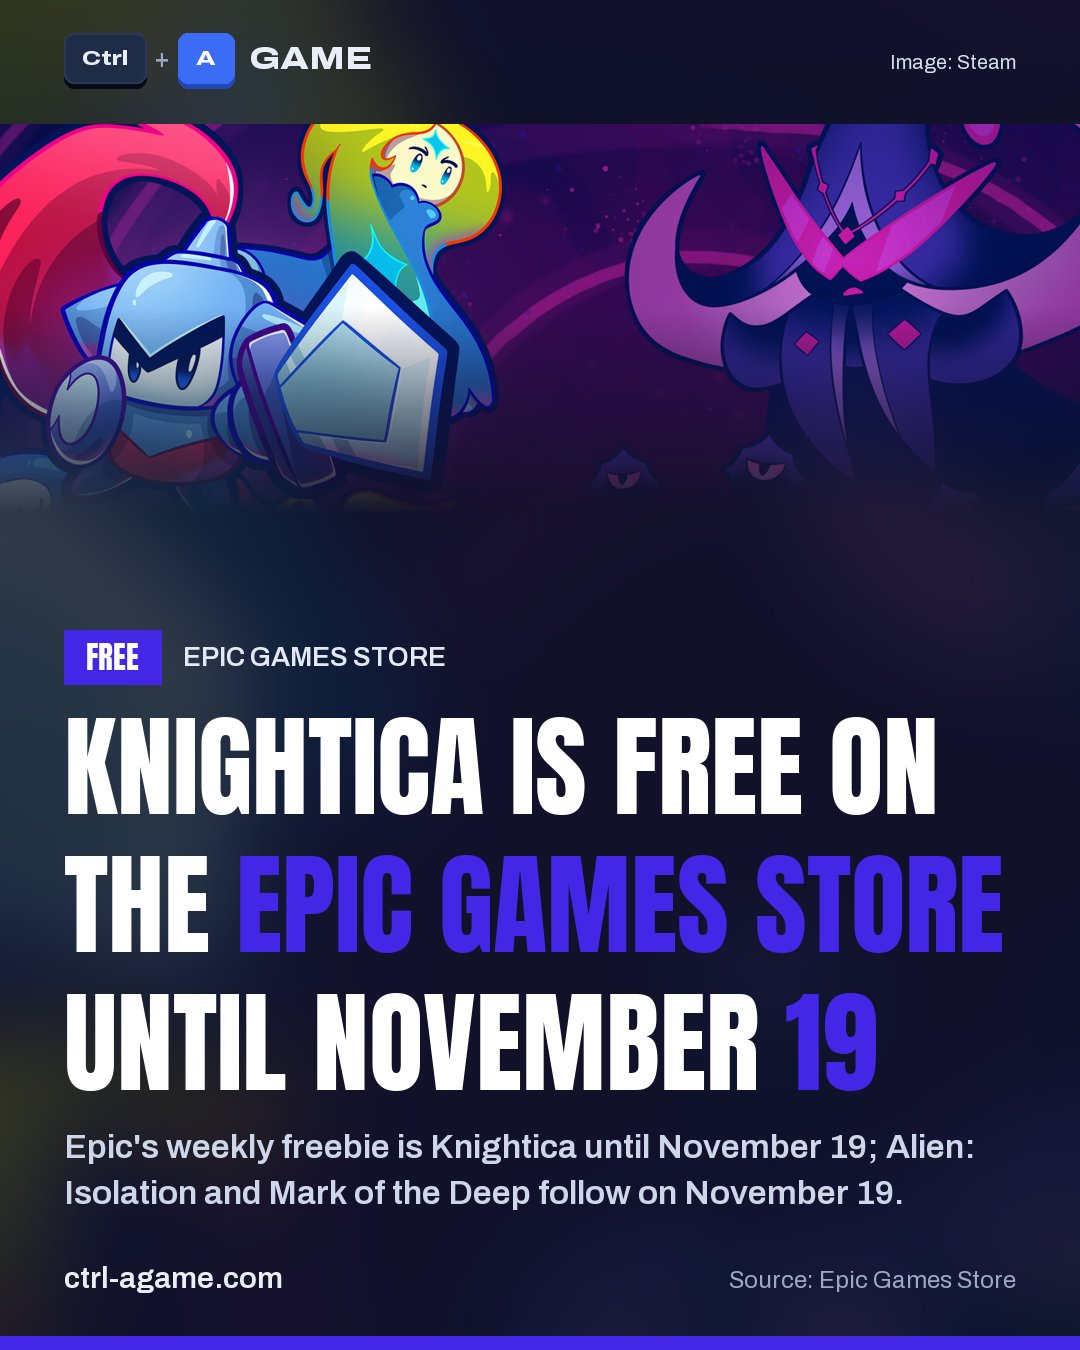 Ctrl + A GAME
Image: Steam
FREE EPIC GAMES STORE
KNIGHTICA IS FREE ON
THE EPIC GAMES STORE
UNTIL NOVEMBER 19
Epic's weekly freebie is Knightica until November 19; Alien:
Isolation and Mark of the Deep follow on November 19.
ctrl-agame.com
Source: Epic Games Store